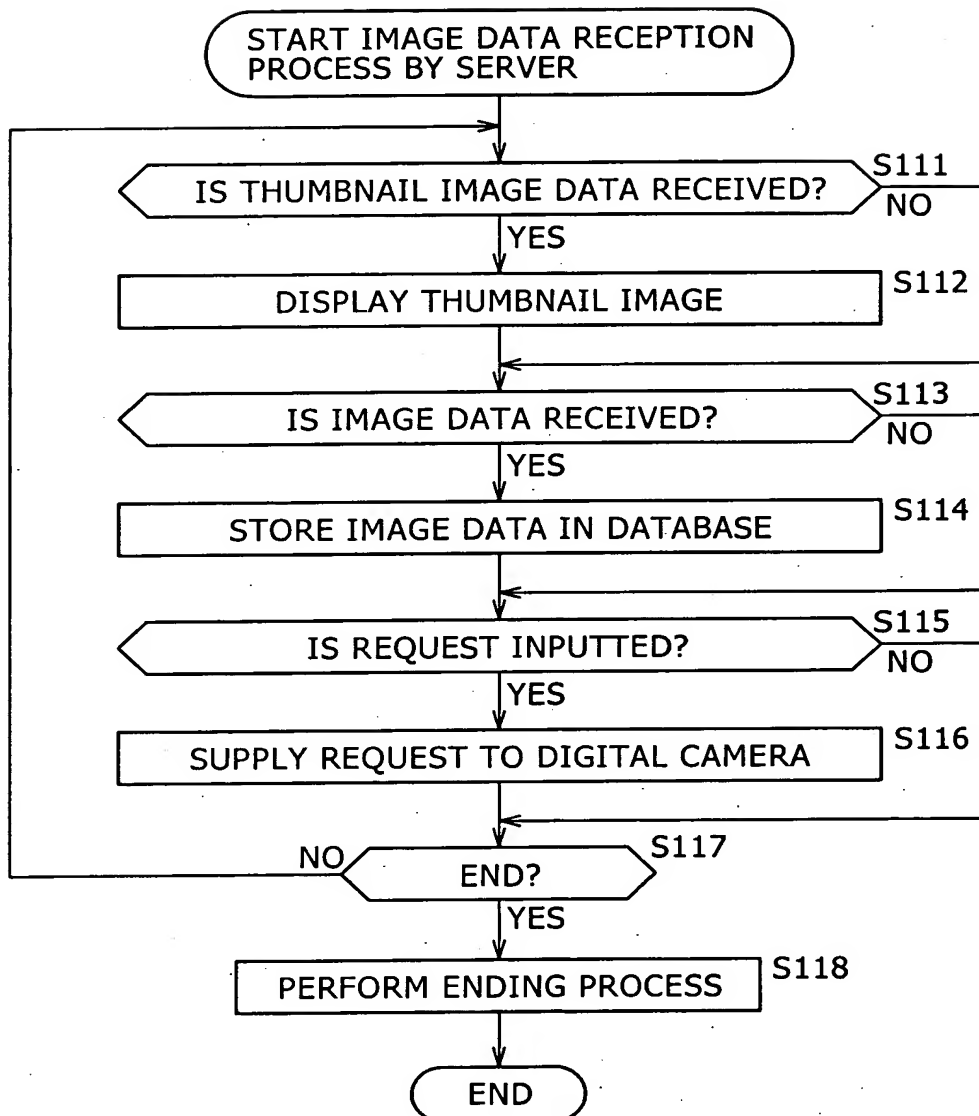 START IMAGE DATA RECEPTION
PROCESS BY SERVER
S111
IS THUMBNAIL IMAGE DATA RECEIVED?
NO
YES
S112
DISPLAY THUMBNAIL IMAGE
S113
IS IMAGE DATA RECEIVED?
NO
YES
S114
STORE IMAGE DATA IN DATABASE
S115
IS REQUEST INPUTTED?
NO
YES
S116
SUPPLY REQUEST TO DIGITAL CAMERA
S117
NO
END?
YES
S118
PERFORM ENDING PROCESS
END